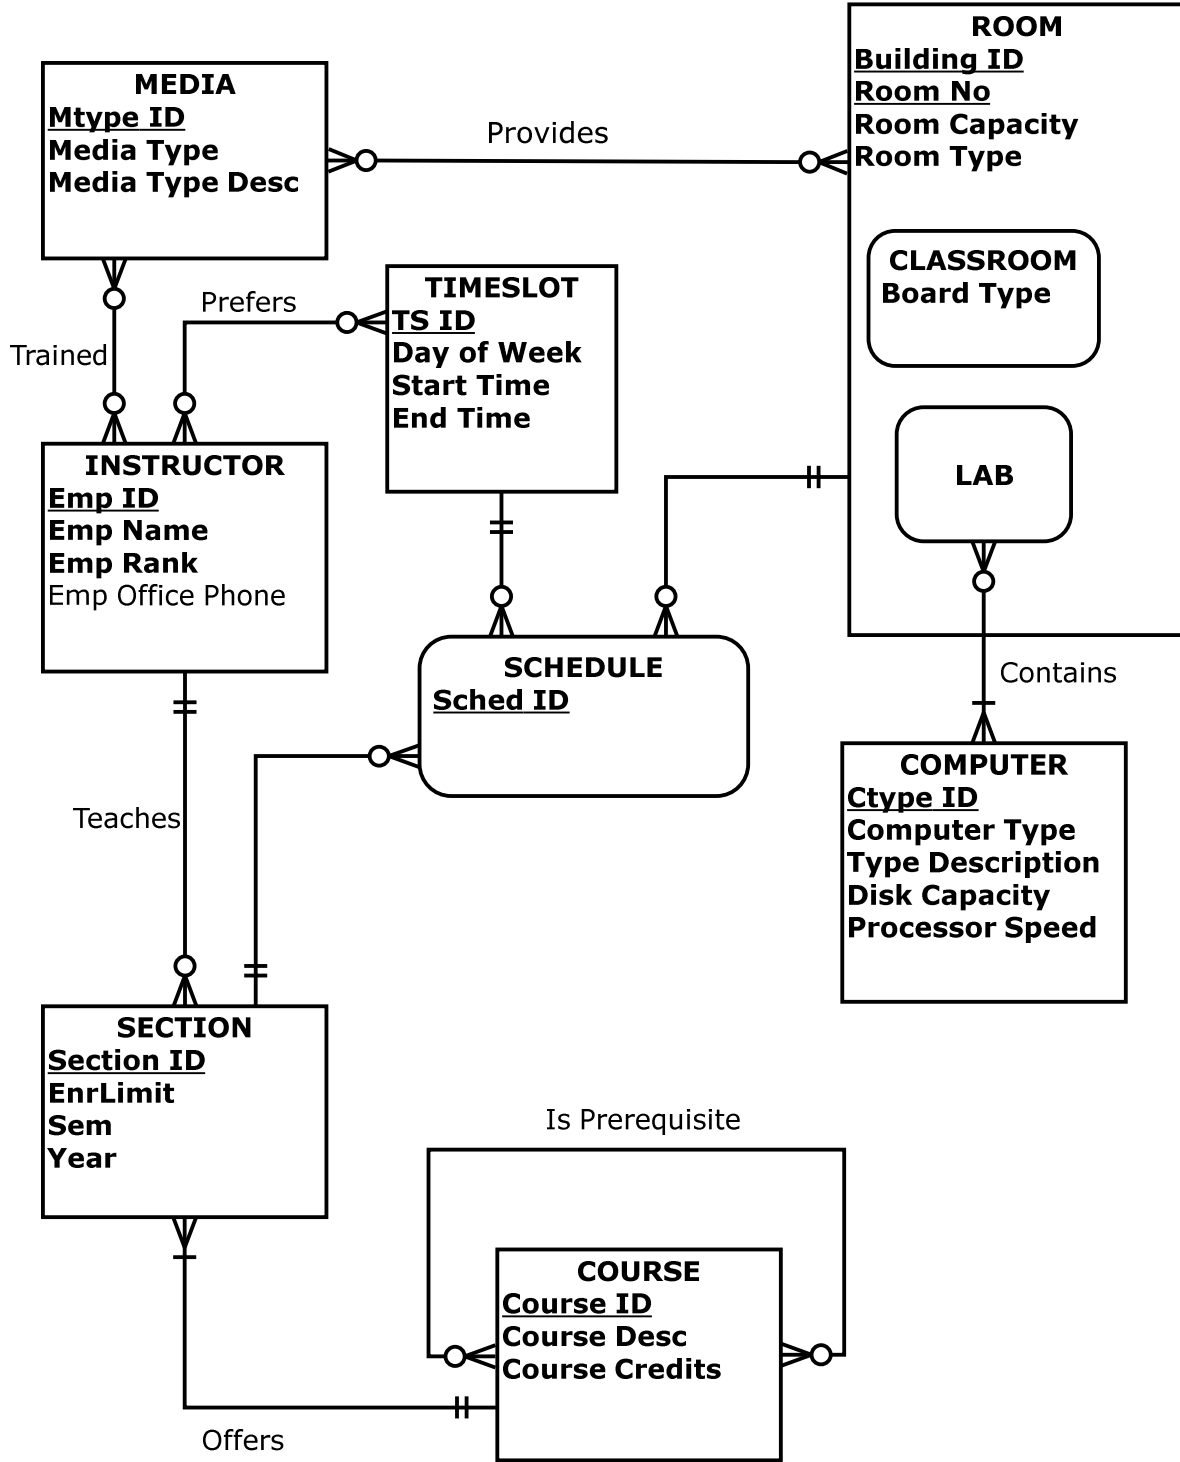 MEDIA
Mtype ID
Media Type
Media Type Desc
Provides
ROOM
Building ID
Room No
Room Capacity
Room Type
CLASSROOM
Board Type
LAB
Trained
Prefers
TIMESLOT
TS ID
Day of Week
Start Time
End Time
INSTRUCTOR
Emp ID
Emp Name
Emp Rank
Emp Office Phone
SCHEDULE
Sched ID
Contains
COMPUTER
Ctype ID
Computer Type
Type Description
Disk Capacity
Processor Speed
Teaches
SECTION
Section ID
EnrLimit
Sem
Year
Is Prerequisite
COURSE
Course ID
Course Desc
Course Credits
Offers